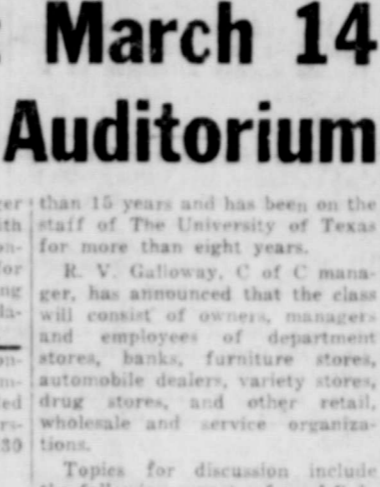 March 14
Auditorium
than 15 years and has been on the
staff of The University of Texas
for more than eight years.
R. V. Galloway, C of C mana-
ger, has announced that the class
will consist of owners, managers
and employees of department
stores, banks, furniture stores,
automobile dealers, variety stores,
drug stores, and other retail,
wholesale and service organiza-
tions.
Topics for discussion include